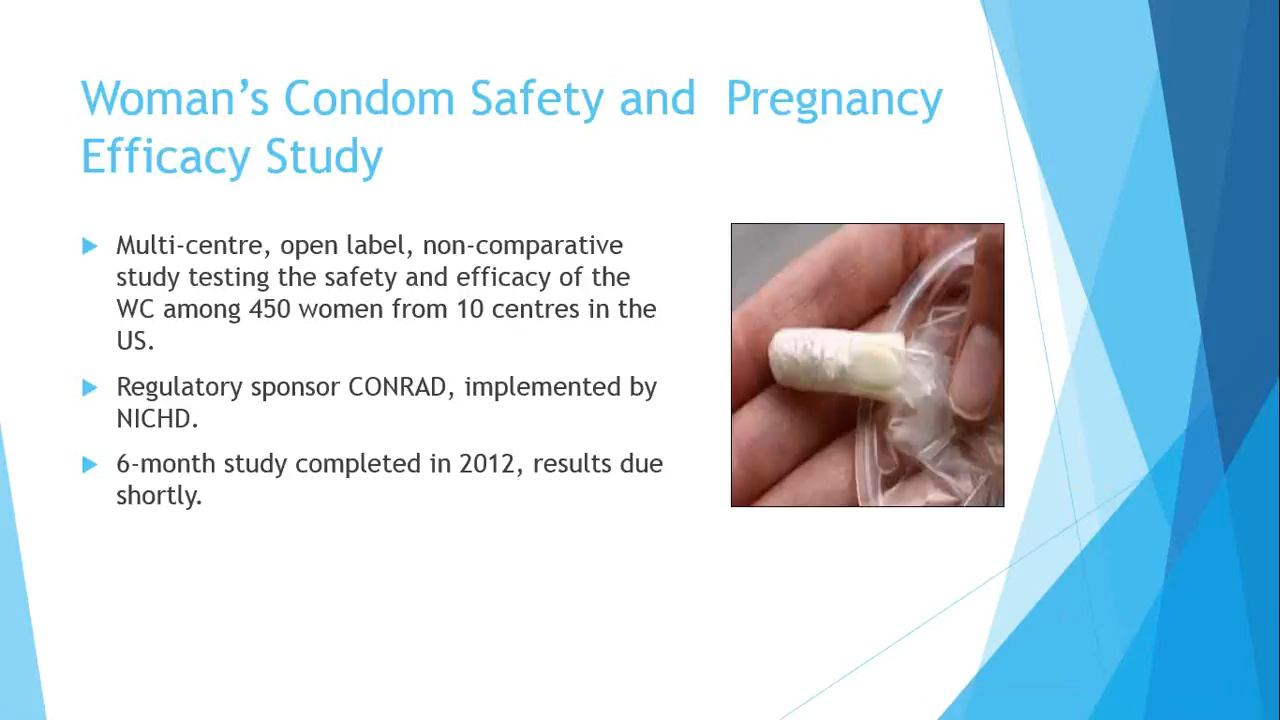 Woman’s Condom Safety and  Pregnancy
Efficacy Study
Multi-centre, open label, non-comparative
study testing the safety and efficacy of the
WC among 450 women from 10 centres in the
US.
Regulatory sponsor CONRAD, implemented by
NICHD.
6-month study completed in 2012, results due
shortly.